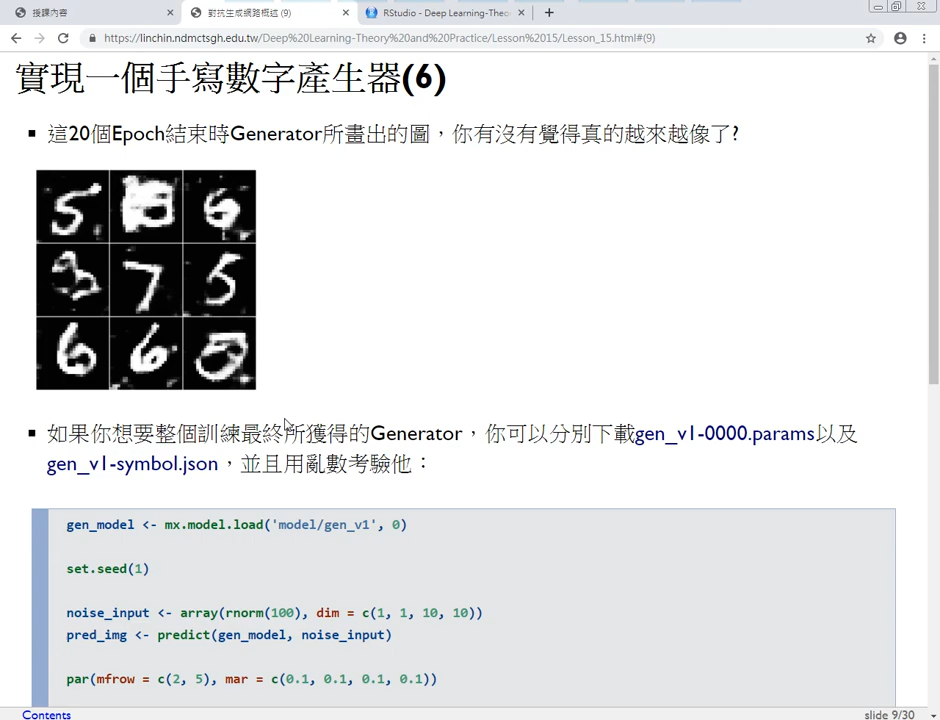 授課內容
對抗生成網路概述 (9)
RStudio - Deep Learning-Theo
https://linchin.ndmctsgh.edu.tw/Deep%20Learning-Theory%20and%20Practice/Lesson%2015/Lesson_15.html#(9)
實現一個手寫數字產生器(6)
這20個Epoch結束時Generator所畫出的圖，你有沒有覺得真的越來越像了?
5 6
3 7 5
6 6
如果你想要整個訓練最終所獲得的Generator，你可以分別下載gen_v1-0000.params以及
gen_v1-symbol.json，並且用亂數考驗他：
gen_model <- mx.model.load('model/gen_v1', 0)
set.seed(1)
noise_input <- array(rnorm(100), dim = c(1, 1, 10, 10))
pred_img <- predict(gen_model, noise_input)
par(mfrow = c(2, 5), mar = c(0.1, 0.1, 0.1, 0.1))
Contents
slide 9/30